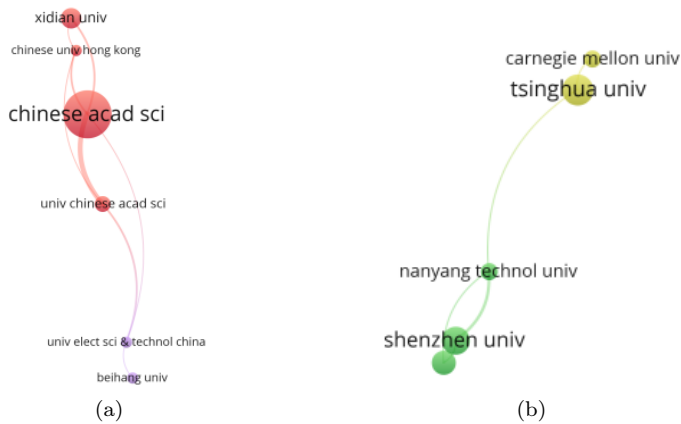 xidian univ
chinese univ hong kong
chinese acad sci
univ chinese acad sci
univ elect sci & technol china
beihang univ
(a)
carnegie mellon univ
tsinghua univ
nanyang technol univ
shenzhen univ
(b)